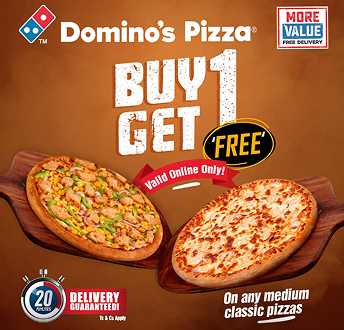 Domino's Pizza®
TM
MORE
VALUE
FREE DELIVERY
BUY 1
GET
'FREE'
Valid Online Only!
20
MINUTES
DELIVERY
GUARANTEED!
Ts & Cs Apply
On any medium
classic pizzas